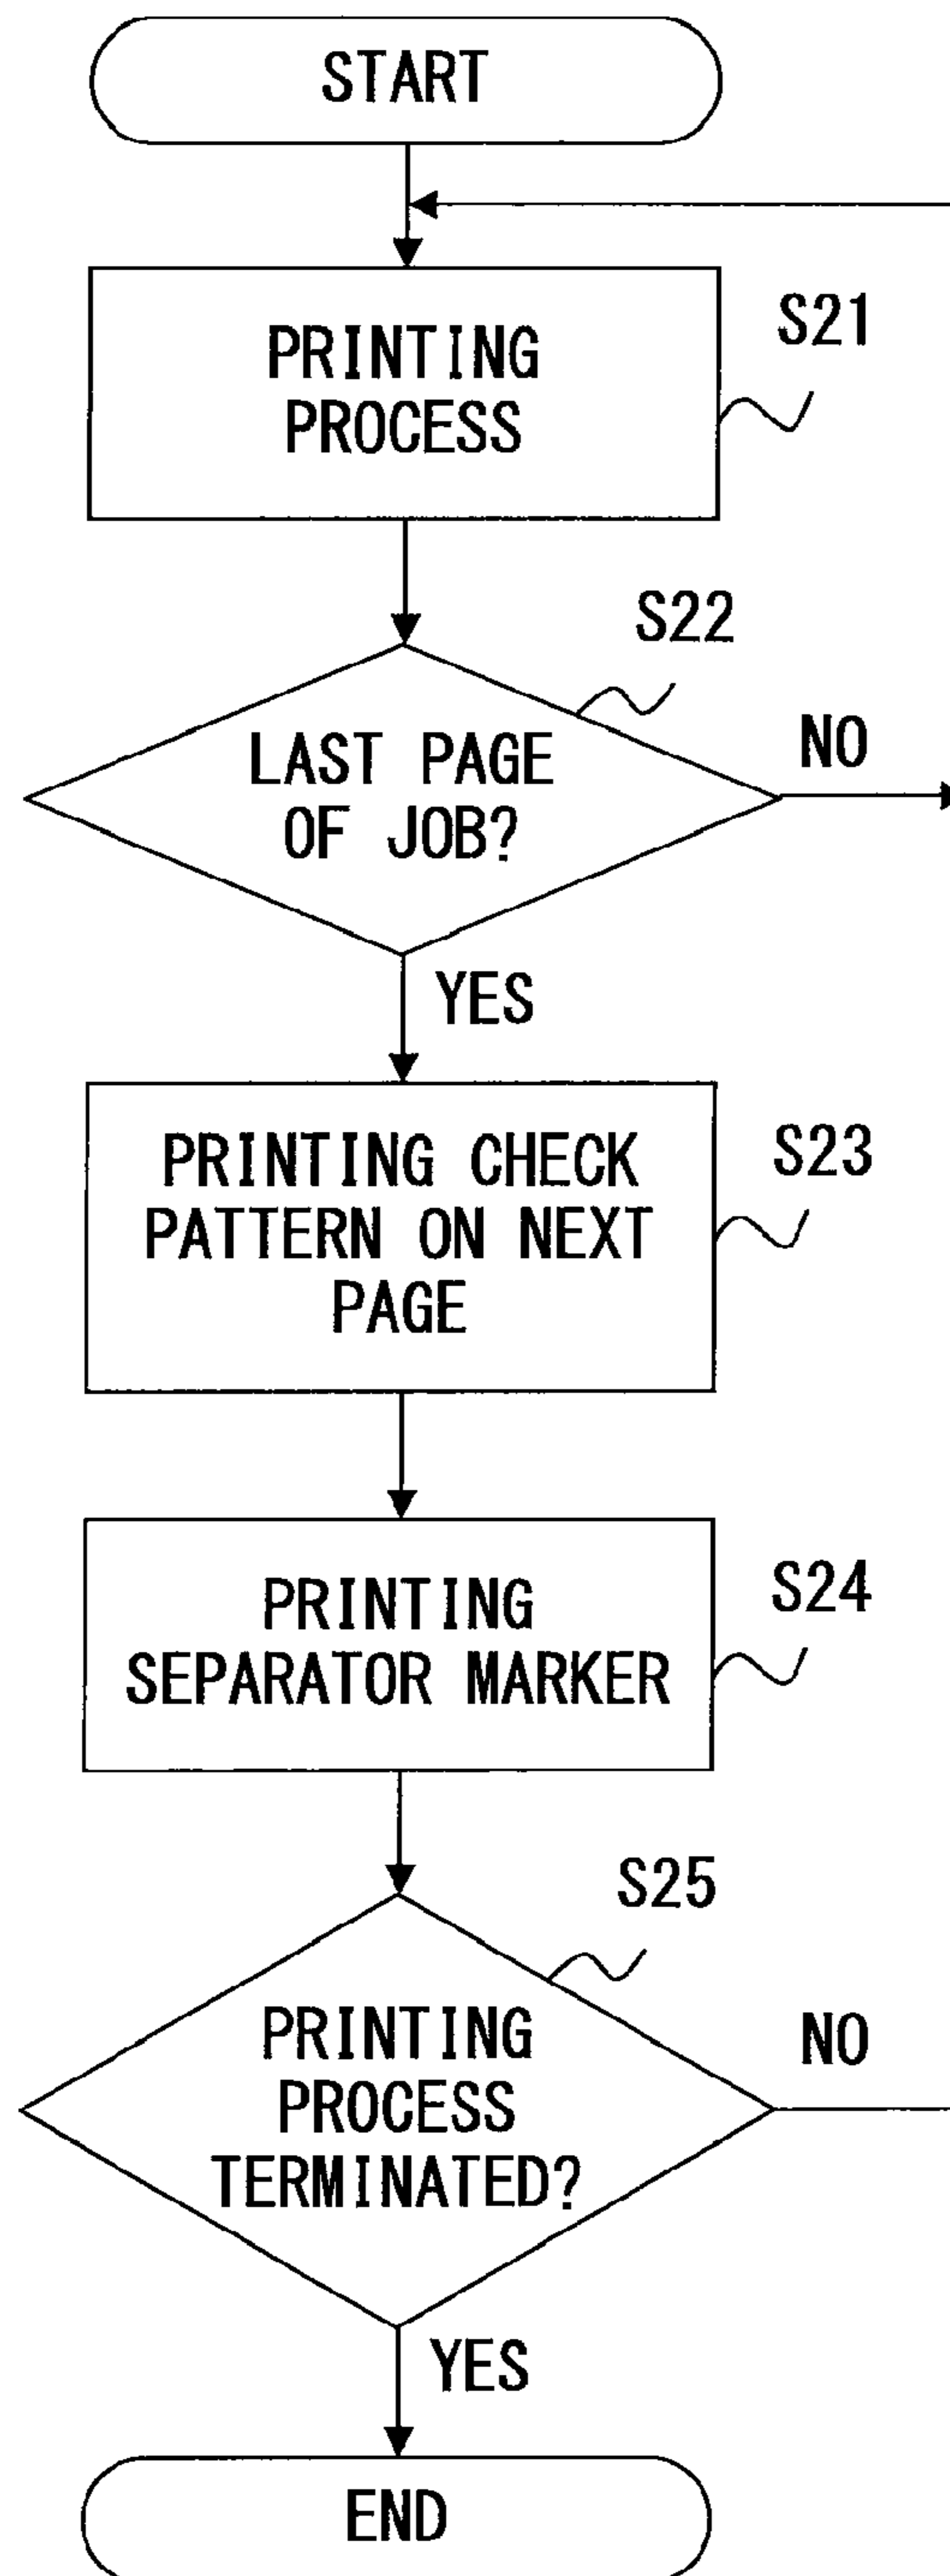 START
PRINTING
PROCESS
S21
S22
LAST PAGE
OF JOB?
NO
YES
PRINTING CHECK
PATTERN ON NEXT
PAGE
S23
PRINTING
SEPARATOR MARKER
S24
S25
PRINTING
PROCESS
TERMINATED?
NO
YES
END